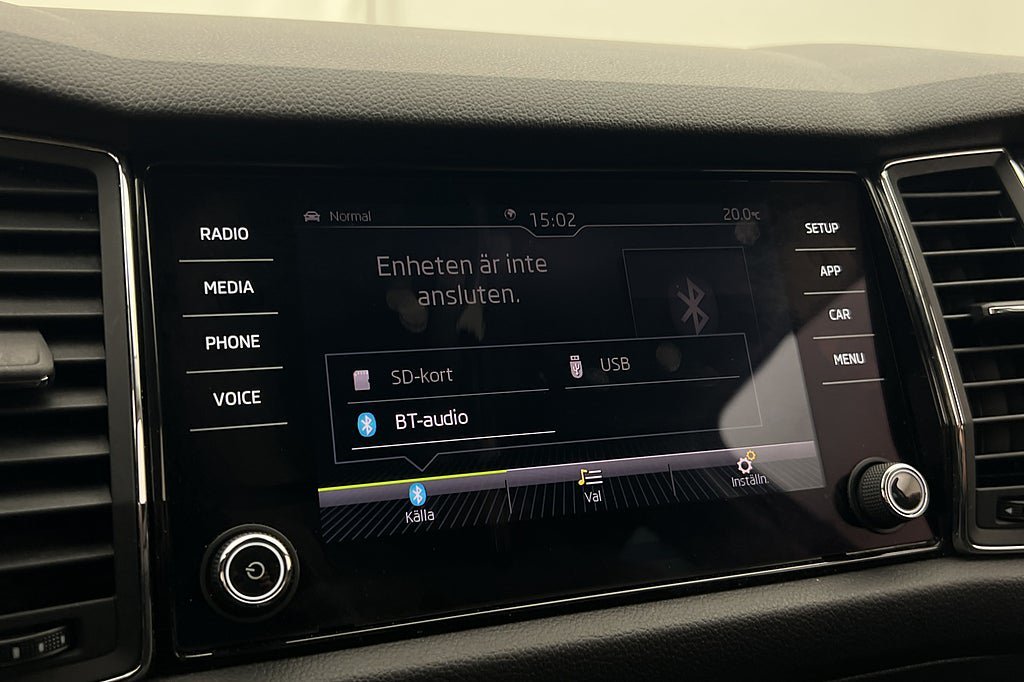 RADIO
MEDIA
PHONE
VOICE
Normal
15:02
20.0°C
Enheten är inte
ansluten.
SD-kort
USB
BT-audio
Källa
Val
Inställn.
SETUP
APP
CAR
MENU